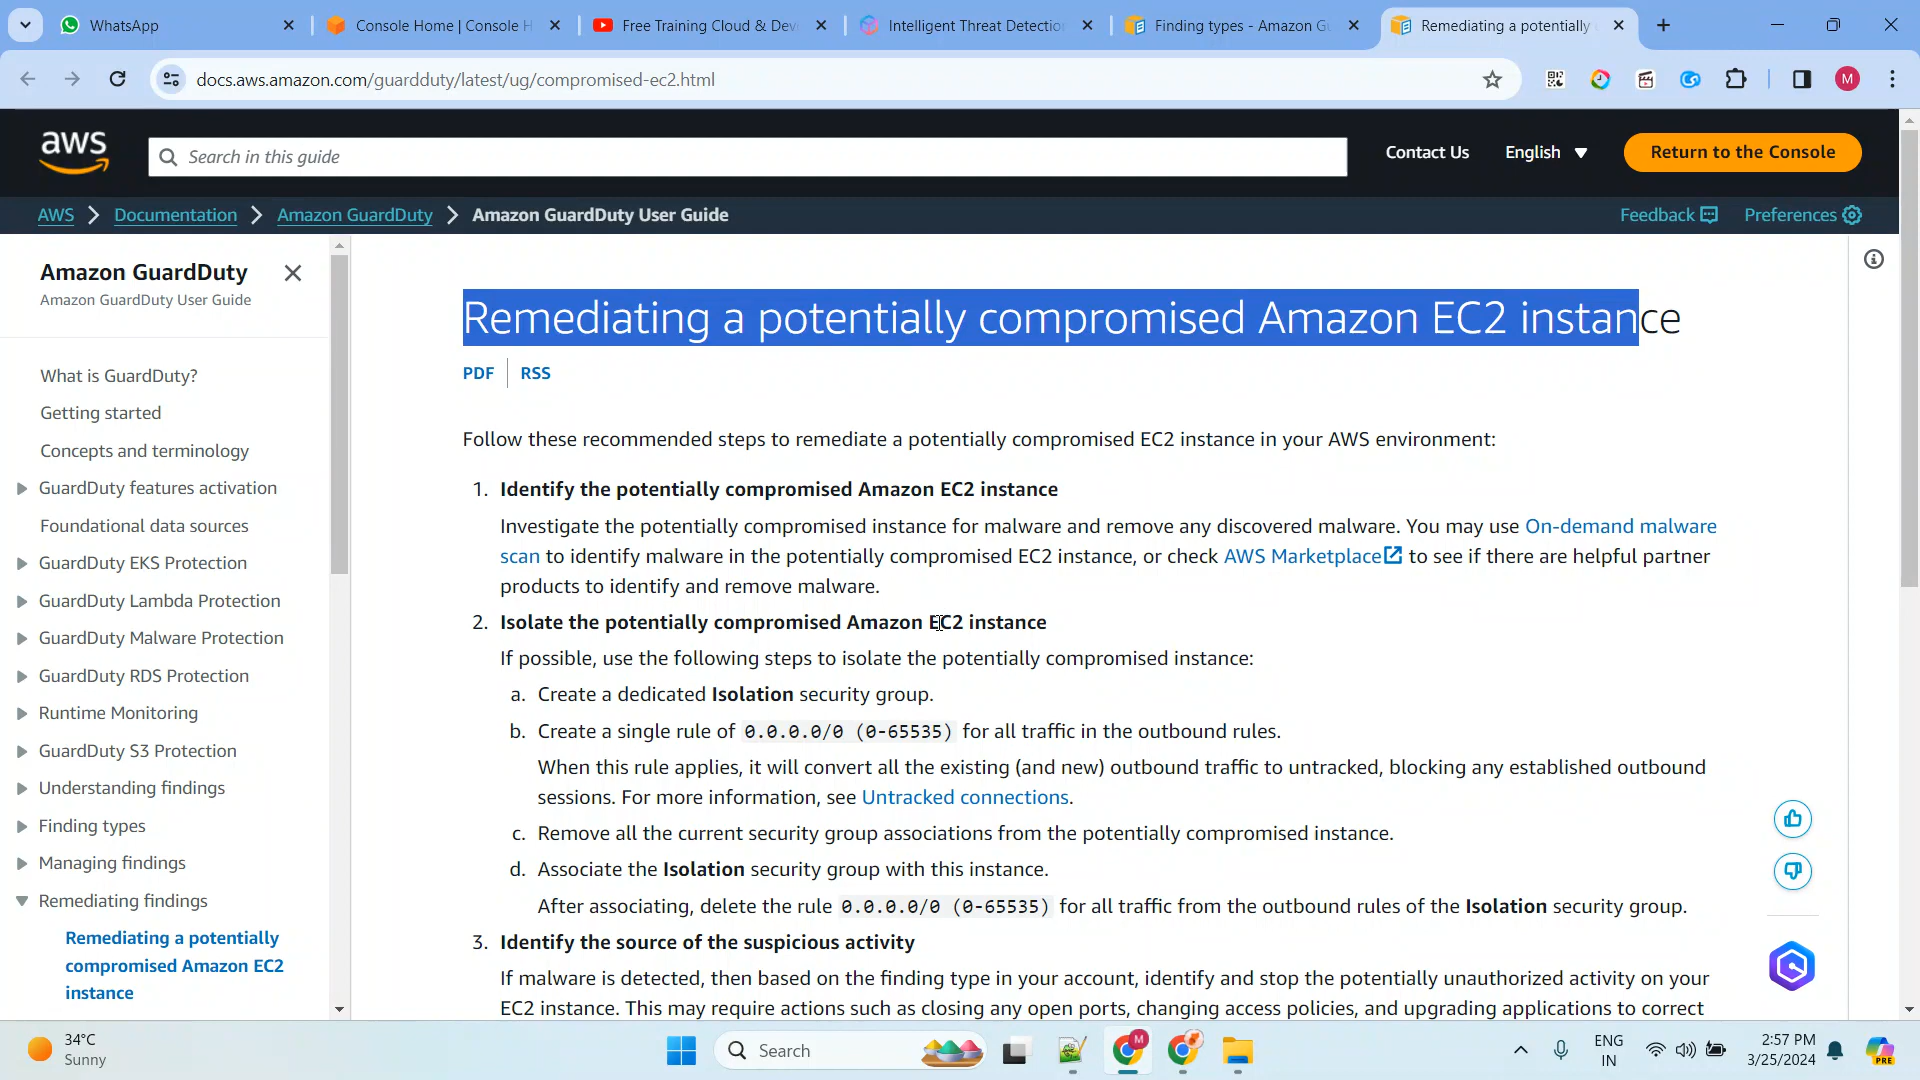 WhatsApp
Console Home | Console H
Free Training Cloud & Dev
Intelligent Threat Detection
Finding types - Amazon Gu
Remediating a potentially
docs.aws.amazon.com/guardduty/latest/ug/compromised-ec2.html
M
aws
Search in this guide
Contact Us
English
Return to the Console
AWS
Documentation
Amazon GuardDuty
Amazon GuardDuty User Guide
Feedback
Preferences
Amazon GuardDuty
Amazon GuardDuty User Guide
What is GuardDuty?
Getting started
Concepts and terminology
GuardDuty features activation
Foundational data sources
GuardDuty EKS Protection
GuardDuty Lambda Protection
GuardDuty Malware Protection
GuardDuty RDS Protection
Runtime Monitoring
GuardDuty S3 Protection
Understanding findings
Finding types
Managing findings
Remediating findings
Remediating a potentially
compromised Amazon EC2
instance
Remediating a potentially compromised Amazon EC2 instance
PDF
RSS
Follow these recommended steps to remediate a potentially compromised EC2 instance in your AWS environment:
1. Identify the potentially compromised Amazon EC2 instance
Investigate the potentially compromised instance for malware and remove any discovered malware. You may use On-demand malware
scan to identify malware in the potentially compromised EC2 instance, or check AWS Marketplace to see if there are helpful partner
products to identify and remove malware.
2. Isolate the potentially compromised Amazon EC2 instance
If possible, use the following steps to isolate the potentially compromised instance:
a. Create a dedicated Isolation security group.
b. Create a single rule of 0.0.0.0/0 (0-65535) for all traffic in the outbound rules.
When this rule applies, it will convert all the existing (and new) outbound traffic to untracked, blocking any established outbound
sessions. For more information, see Untracked connections.
c. Remove all the current security group associations from the potentially compromised instance.
d. Associate the Isolation security group with this instance.
After associating, delete the rule 0.0.0.0/0 (0-65535) for all traffic from the outbound rules of the Isolation security group.
3. Identify the source of the suspicious activity
If malware is detected, then based on the finding type in your account, identify and stop the potentially unauthorized activity on your
EC2 instance. This may require actions such as closing any open ports, changing access policies, and upgrading applications to correct
34°C
Sunny
Search
M
ENG
IN
2:57 PM
3/25/2024
PRE